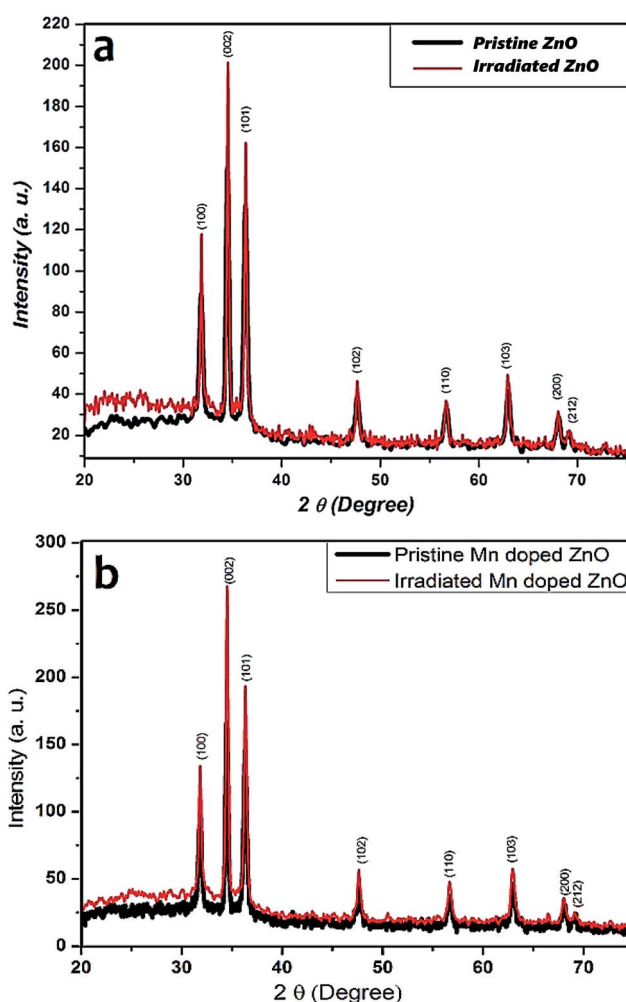 a
Pristine ZnO
Irradiated ZnO
(002)
(101)
(100)
(102)
(110)
(103)
(200)
(212)
220
200
180
160
140
120
100
80
60
40
20
Intensity (a. u.)
20 30 40 50 60 70
2 θ (Degree)
b
Pristine Mn doped ZnO
Irradiated Mn doped ZnO
(002)
(101)
(100)
(102)
(110)
(103)
(200)
(212)
300
250
200
150
100
50
0
Intensity (a. u.)
20 30 40 50 60 70
2 θ (Degree)